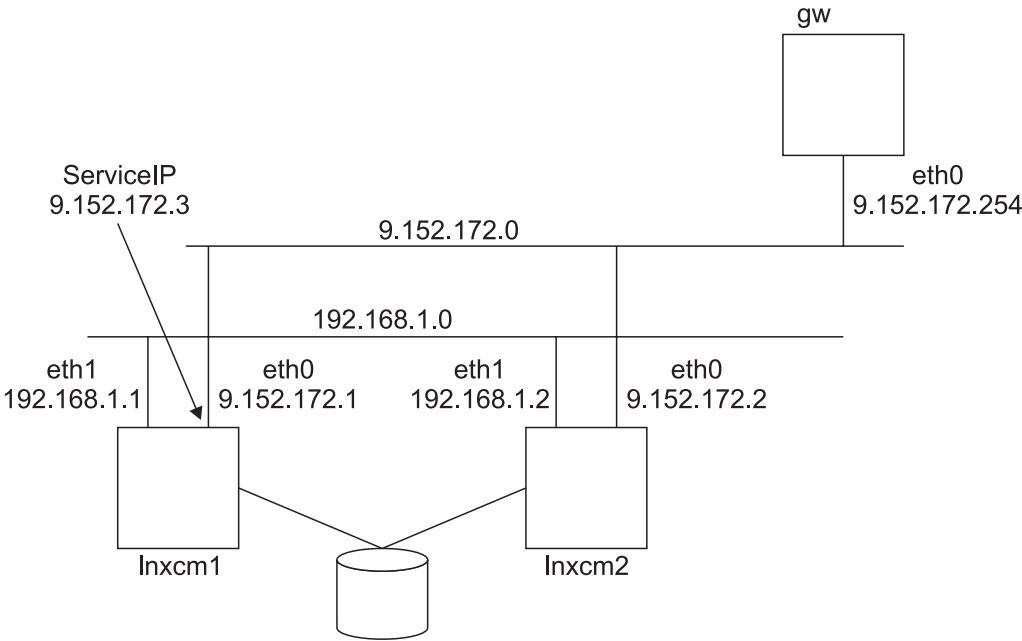 gw
ServiceIP
9.152.172.3
eth0
9.152.172.254
9.152.172.0
192.168.1.0
eth1
192.168.1.1
eth0
9.152.172.1
eth1
192.168.1.2
eth0
9.152.172.2
lnxcm1
lnxcm2